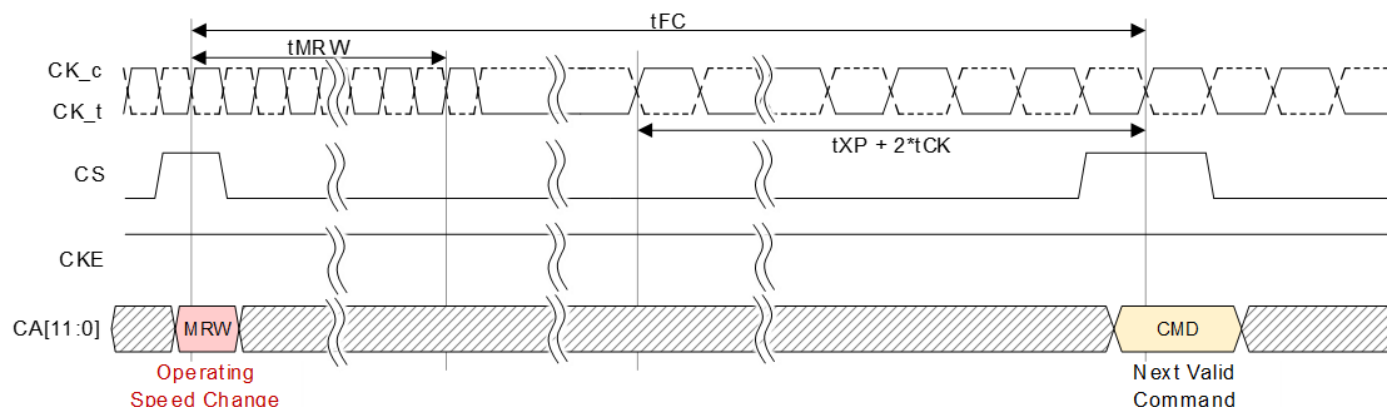 tFC
tMRW
CK_c
CK_t
tXP + 2*tCK
CS
CKE
CA[11:0]
MRW
CMD
Operating
Speed Change
Next Valid
Command